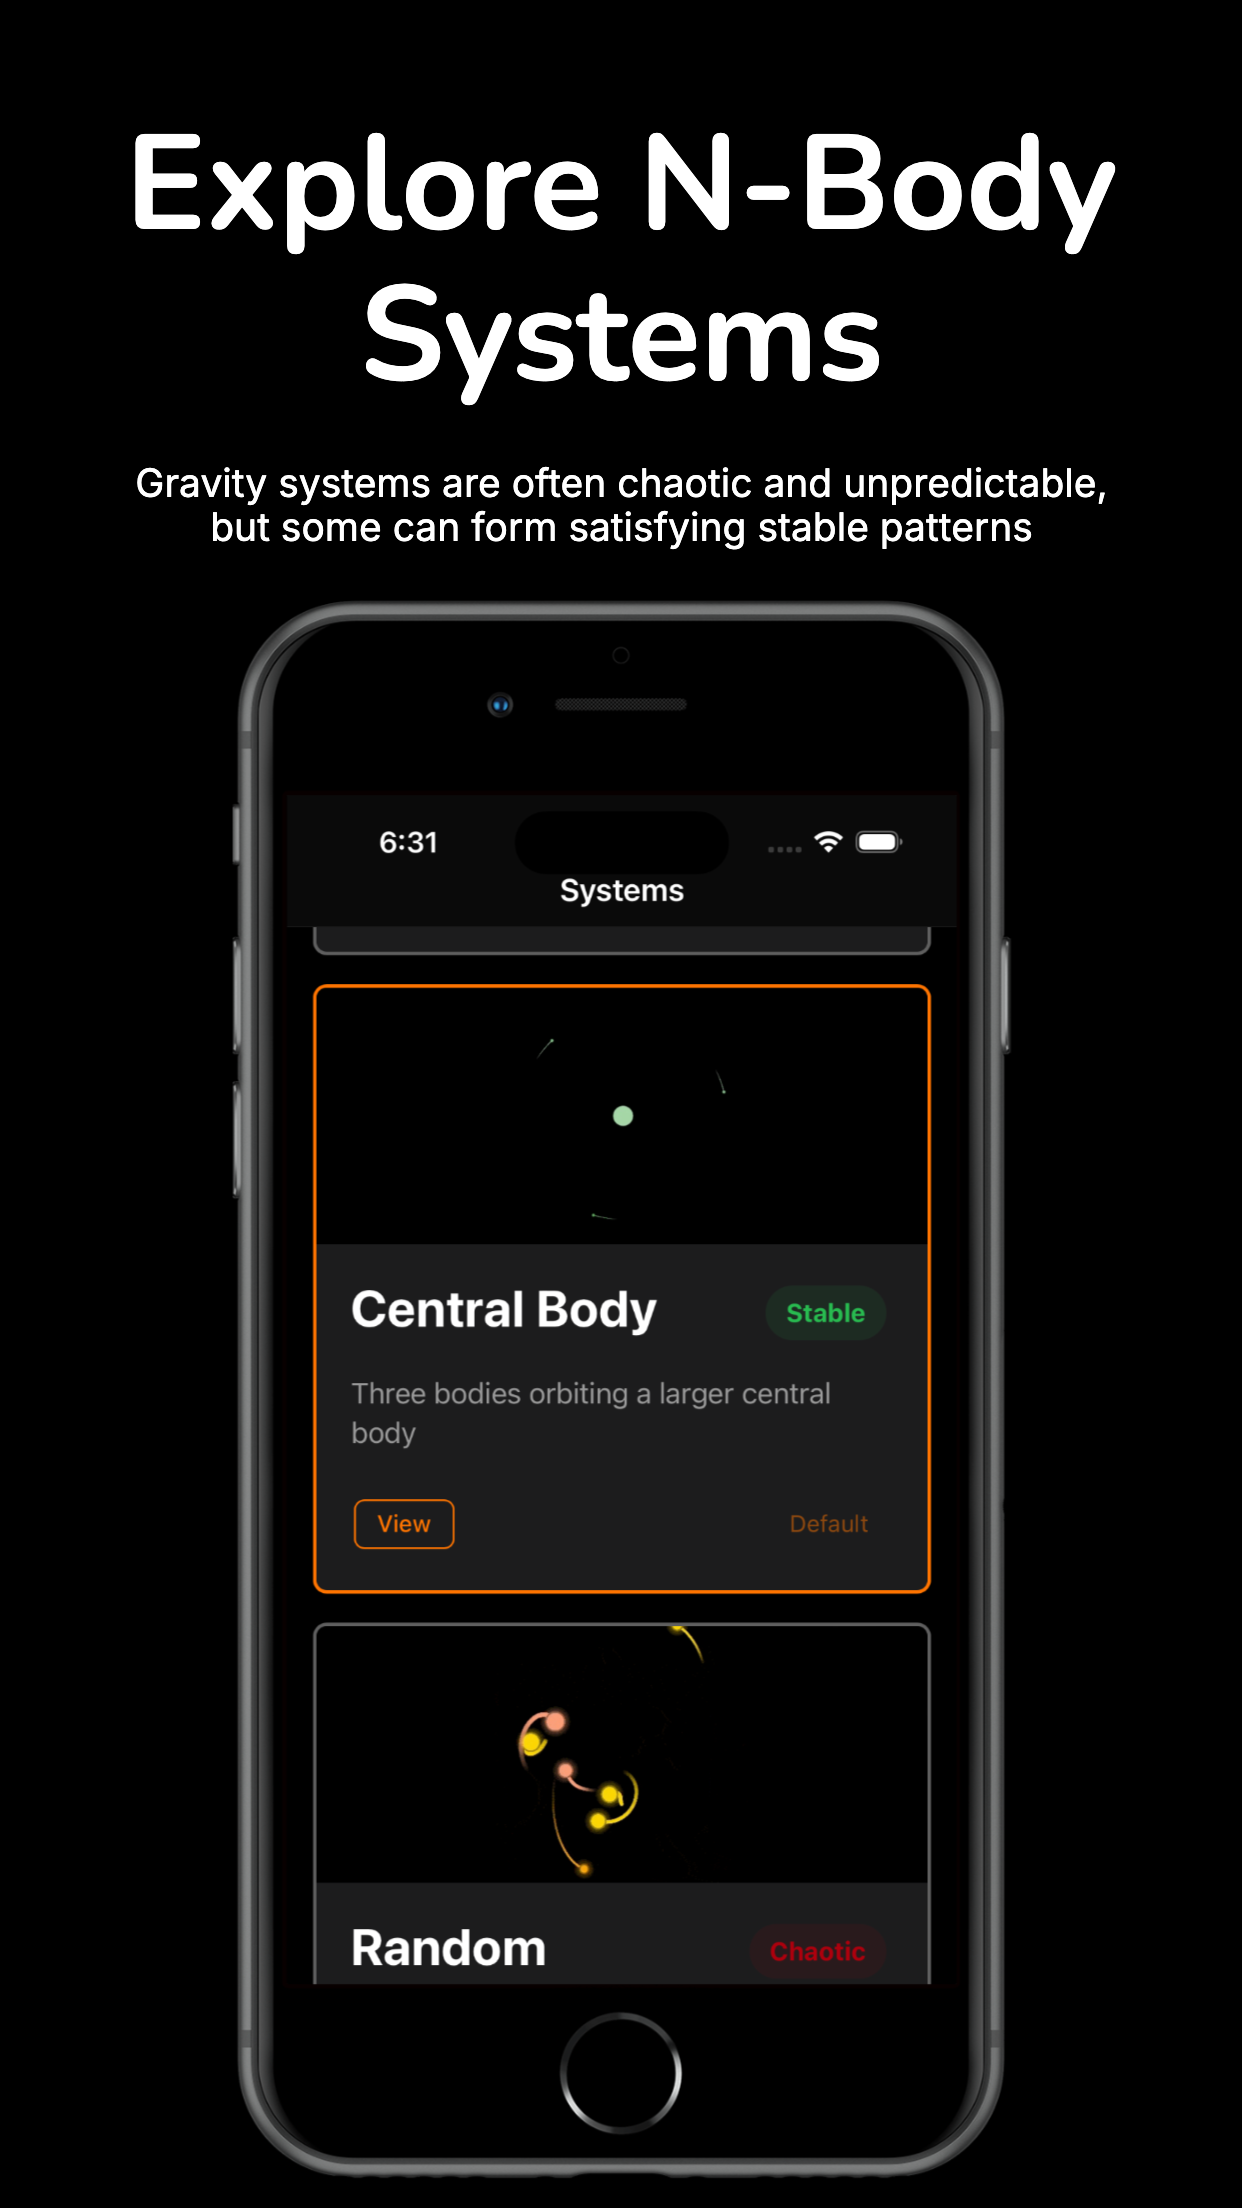 Explore N-Body
Systems
Gravity systems are often chaotic and unpredictable,
but some can form satisfying stable patterns
6:31
Systems
Central Body
Stable
Three bodies orbiting a larger central
body
View
Default
Random
Chaotic